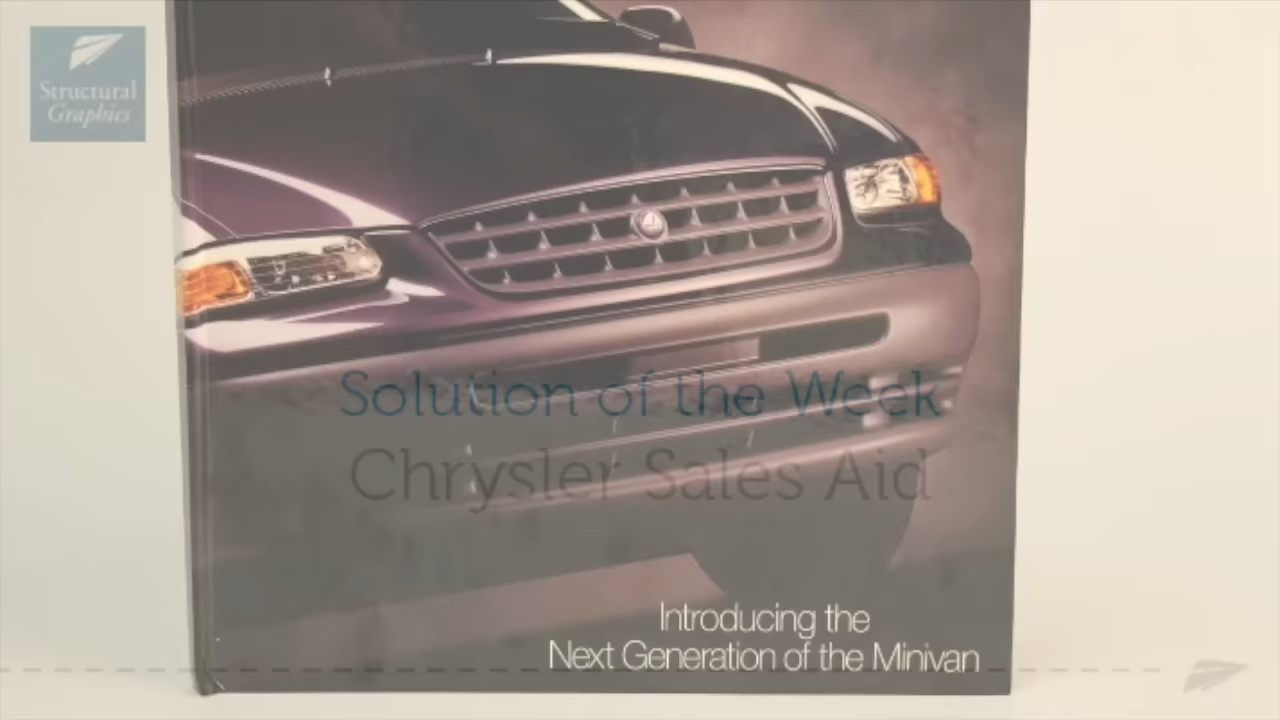 Structural
Graphics
Solution of the Week
Chrysler Sales Aid
Introducing the
Next Generation of the Minivan